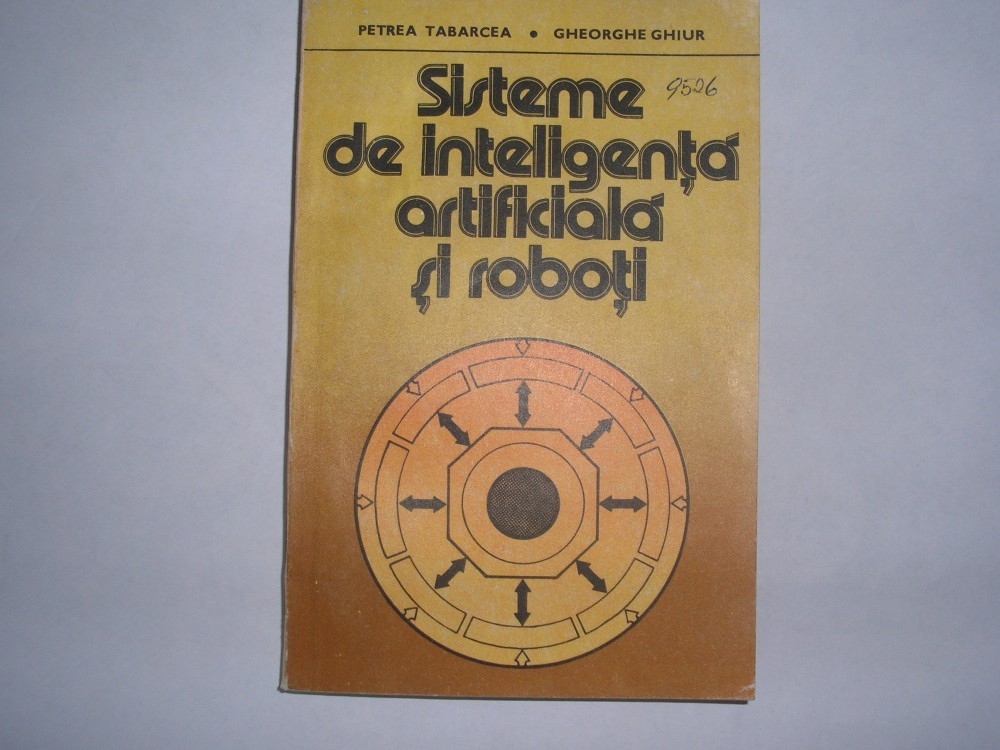 PETREA TABARCEA • GHEORGHE GHIUR
Sisteme
9526
de inteligență
artificială
și roboți